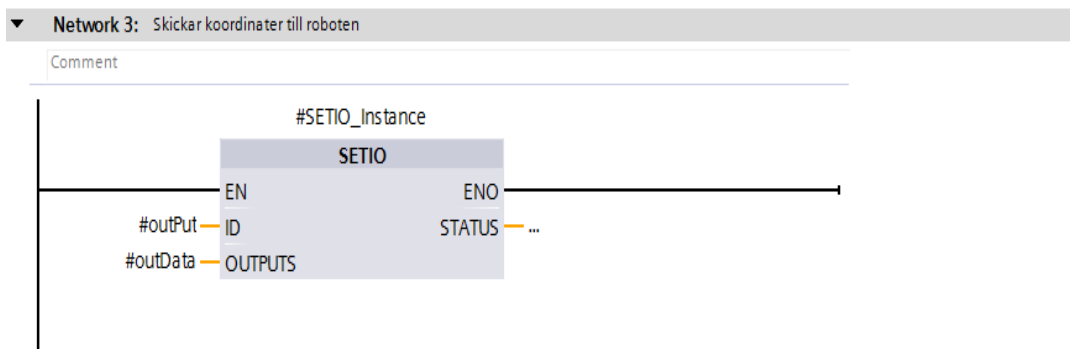 Network 3: Skickar koordinater till roboten
Comment
#SETIO_Instance
SETIO
EN ENO
#outPut ID STATUS ...
#outData OUTPUTS